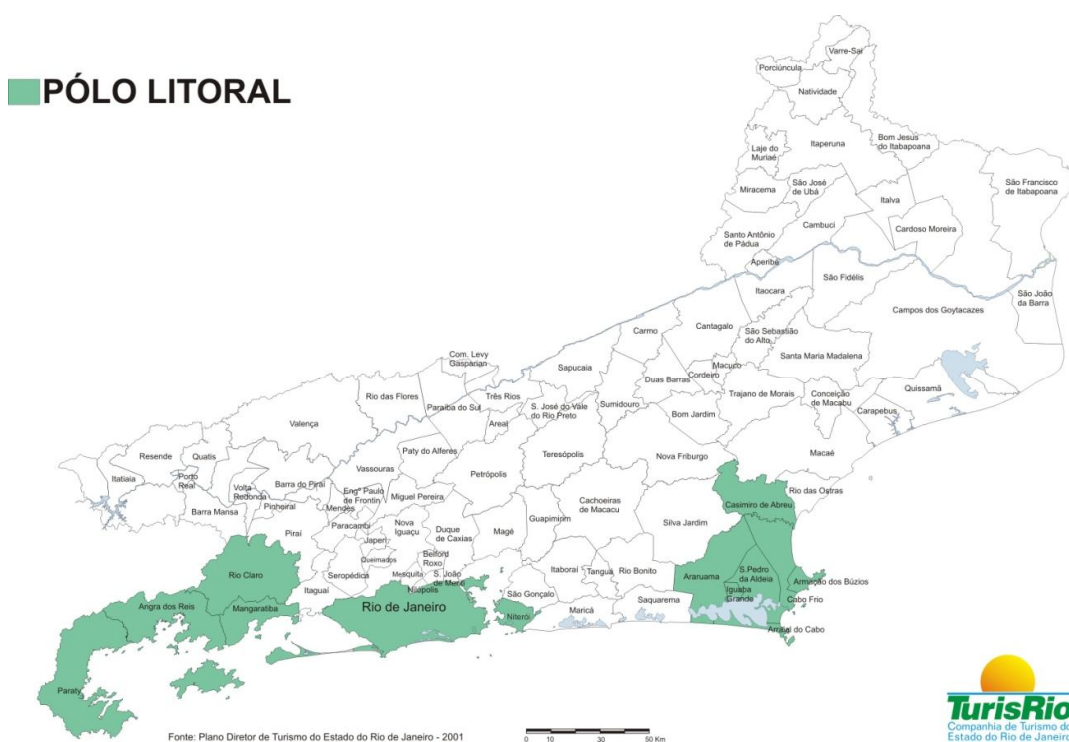 PÓLO LITORAL
Varre-Sai
Porciúncula
Natividade
Bom Jesus
do Itabapoana
Itaperuna
Laje do
Muriaé
São Francisco
de Itabapoana
Miracema
São José
de Ubá
Italva
Cambuci
Cardoso Moreira
Santo Antônio
de Pádua
Aperibé
São Fidélis
Itaocara
São João
da Barra
Campos dos Goytacazes
Cantagalo
Carmo
São Sebastião
do Alto
Santa Maria Madalena
Com. Levy
Gasparian
Sapucaia
Macuco
Cordeiro
Duas Barras
Quissamã
Rio das Flores
Paraíba do Sul
Três Rios
S. José do Vale
do Rio Preto
Sumidouro
Trajano de Morais
Conceição
de Macabu
Carapebus
Bom Jardim
Valença
Areal
Paty do Alferes
Teresópolis
Nova Friburgo
Macaé
Resende
Quatis
Vassouras
Petrópolis
Itatiaia
Porto
Real
Volta
Redonda
Barra do Piraí
Engº Paulo
de Frontin
Miguel Pereira
Rio das Ostras
Casimiro de Abreu
Cachoeiras
de Macacu
Pinheiral
Mendes
Barra Mansa
Guapimirim
Silva Jardim
Piraí
Paracambi
Nova
Iguaçu
Duque
de Caxias
Magé
Japeri
Queimados
Belford
Roxo
Rio Claro
Seropédica
Mesquita
S. João
de Meriti
Nilópolis
Itaboraí
Tanguá
Rio Bonito
Araruama
S.Pedro
da Aldeia
Armação dos Búzios
Itaguaí
São Gonçalo
Iguaba
Grande
Cabo Frio
Angra dos Reis
Mangaratiba
Rio de Janeiro
Niterói
Maricá
Saquarema
Arraial do Cabo
Paraty
Fonte: Plano Diretor de Turismo do Estado do Rio de Janeiro - 2001
0 10 30 50 Km
TurisRio
Companhia de Turismo do
Estado do Rio de Janeiro